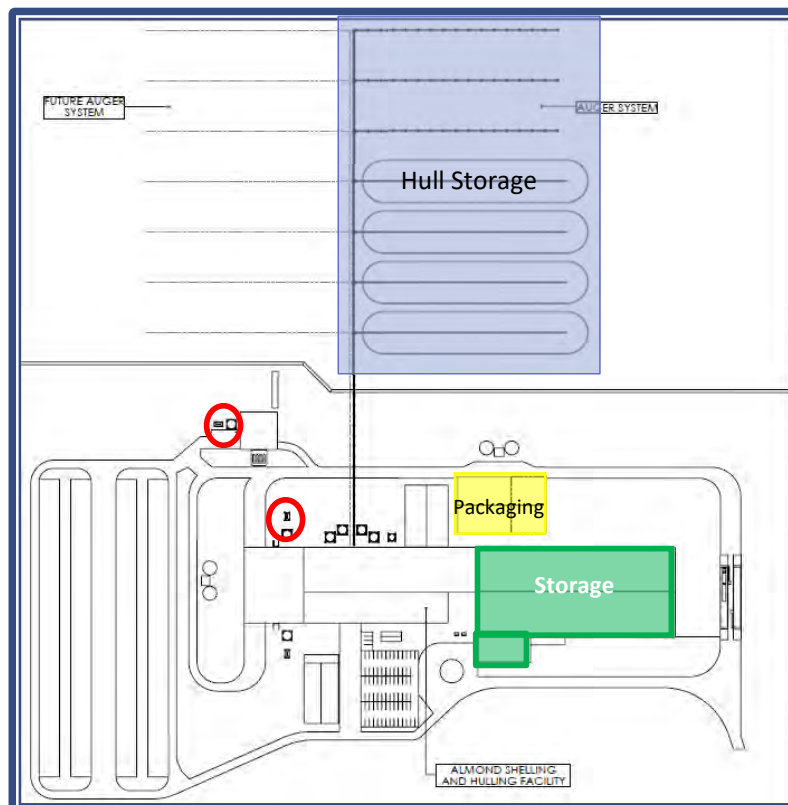 FUTURE AUGER
SYSTEM
AUGER SYSTEM
Hull Storage
Packaging
Storage
ALMOND SHELLING
AND HULLING FACILITY